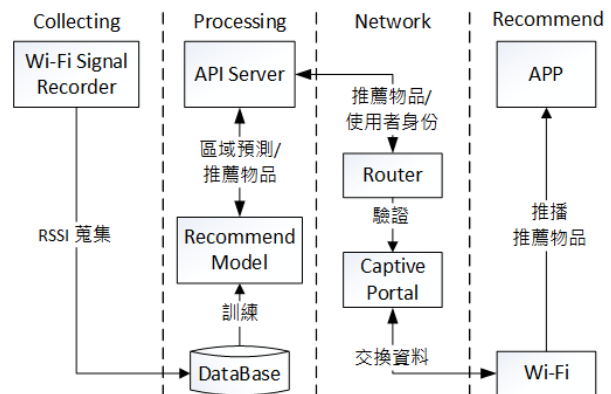 Collecting
Processing
Network
Recommend
Wi-Fi Signal
Recorder
API Server
APP
推薦物品/
使用者身份
區域預測/
推薦物品
Router
RSSI 蒐集
驗證
推播
推薦物品
Recommend
Model
Captive
Portal
訓練
交換資料
DataBase
Wi-Fi